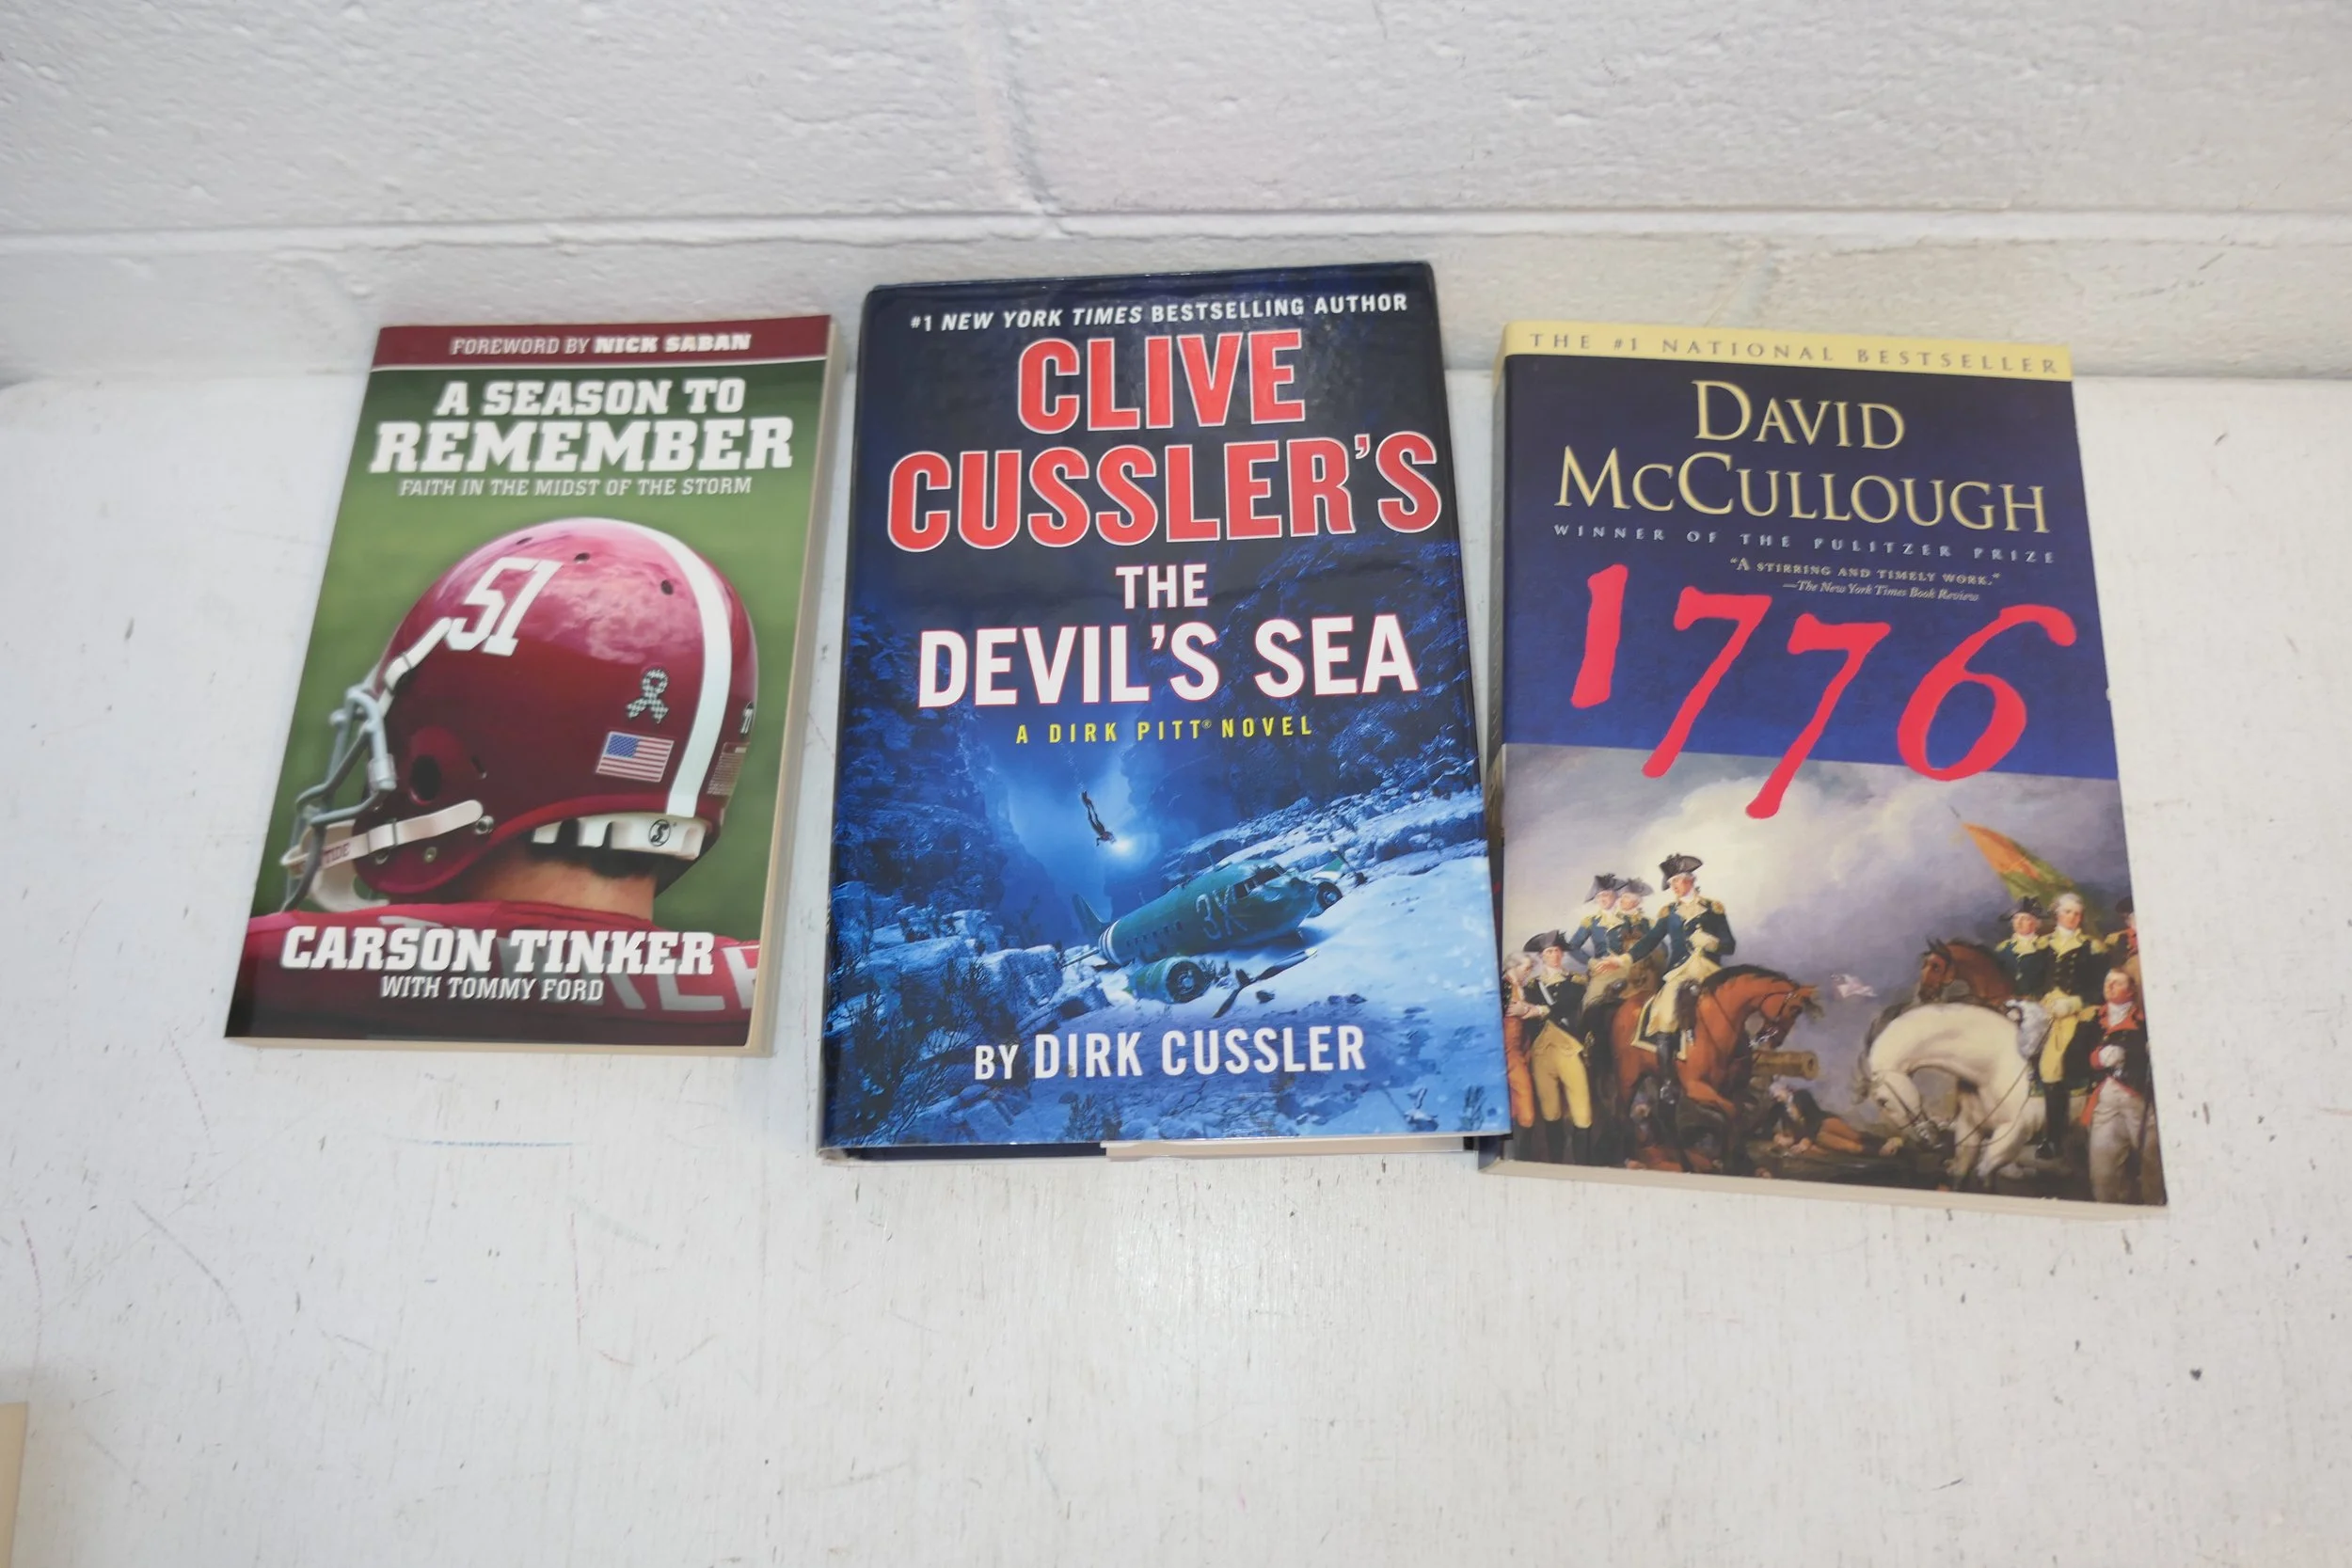 FOREWORD BY NICK SABAN
A SEASON TO
REMEMBER
FAITH IN THE MIDST OF THE STORM
51
TIDE
CARSON TINKER
WITH TOMMY FORD
#1 NEW YORK TIMES BESTSELLING AUTHOR
CLIVE
CUSSLER'S
THE
DEVIL'S SEA
A DIRK PITT® NOVEL
3X
BY DIRK CUSSLER
THE #1 NATIONAL BESTSELLER
DAVID
MCCULLOUGH
WINNER OF THE PULITZER PRIZE
"A STIRRING AND TIMELY WORK."
—The New York Times Book Review
1776